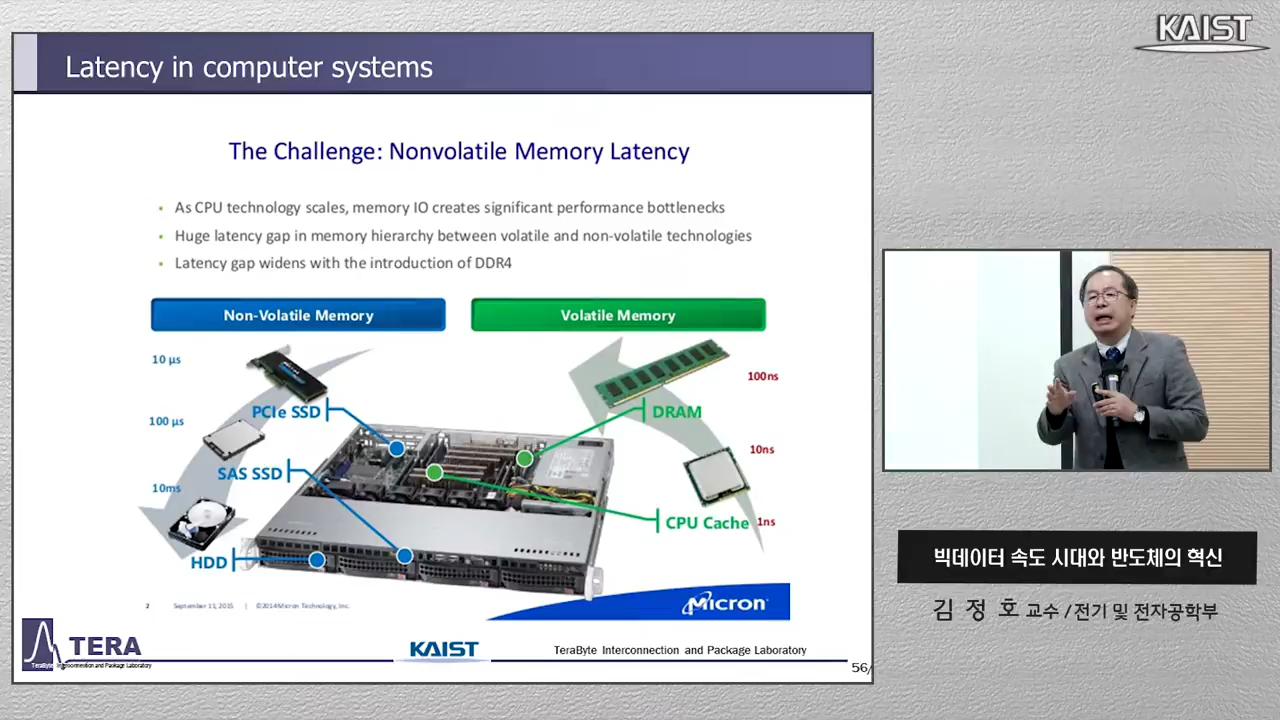 KAIST
Latency in computer systems
The Challenge: Nonvolatile Memory Latency
As CPU technology scales, memory IO creates significant performance bottlenecks
Huge latency gap in memory hierarchy between volatile and non-volatile technologies
Latency gap widens with the introduction of DDR4
Non-Volatile Memory
Volatile Memory
10 µs
PCIe SSD
100 µs
SAS SSD
10ms
HDD
100ns
DRAM
10ns
CPU Cache
1ns
2 September 11, 2015 | ©2014 Micron Technology, Inc.
Micron
TERA
TeraByte Interconnection and Package Laboratory
KAIST
TeraByte Interconnection and Package Laboratory
56/
빅데이터 속도 시대와 반도체의 혁신
김 정 호 교수 / 전기 및 전자공학부